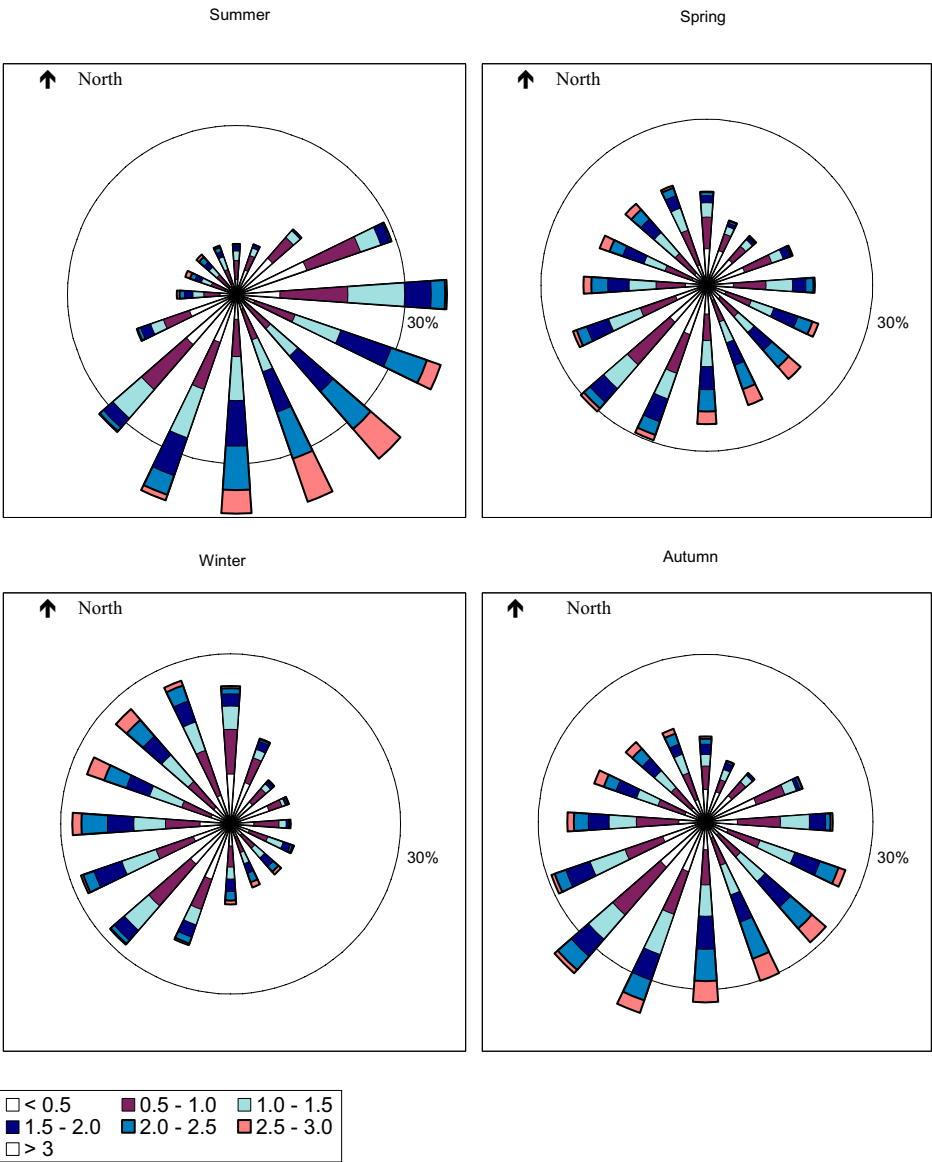 Summer
Spring
North
North
30%
30%
Winter
Autumn
North
North
30%
30%
< 0.5
0.5 - 1.0
1.0 - 1.5
1.5 - 2.0
2.0 - 2.5
2.5 - 3.0
> 3